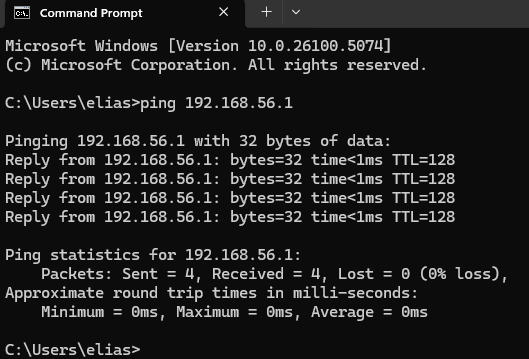 Command Prompt
Microsoft Windows [Version 10.0.26100.5074]
(c) Microsoft Corporation. All rights reserved.
C:\Users\elias>ping 192.168.56.1
Pinging 192.168.56.1 with 32 bytes of data:
Reply from 192.168.56.1: bytes=32 time<1ms TTL=128
Reply from 192.168.56.1: bytes=32 time<1ms TTL=128
Reply from 192.168.56.1: bytes=32 time<1ms TTL=128
Reply from 192.168.56.1: bytes=32 time<1ms TTL=128
Ping statistics for 192.168.56.1:
    Packets: Sent = 4, Received = 4, Lost = 0 (0% loss),
Approximate round trip times in milli-seconds:
    Minimum = 0ms, Maximum = 0ms, Average = 0ms
C:\Users\elias>